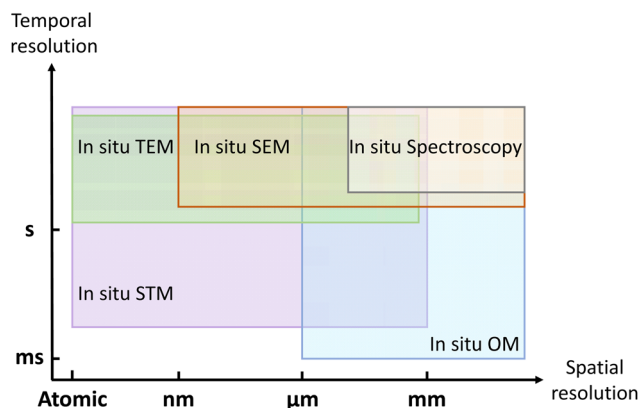 Temporal
resolution
In situ TEM
In situ SEM
In situ Spectroscopy
s
In situ STM
In situ OM
ms
Spatial
resolution
Atomic
nm
μm
mm